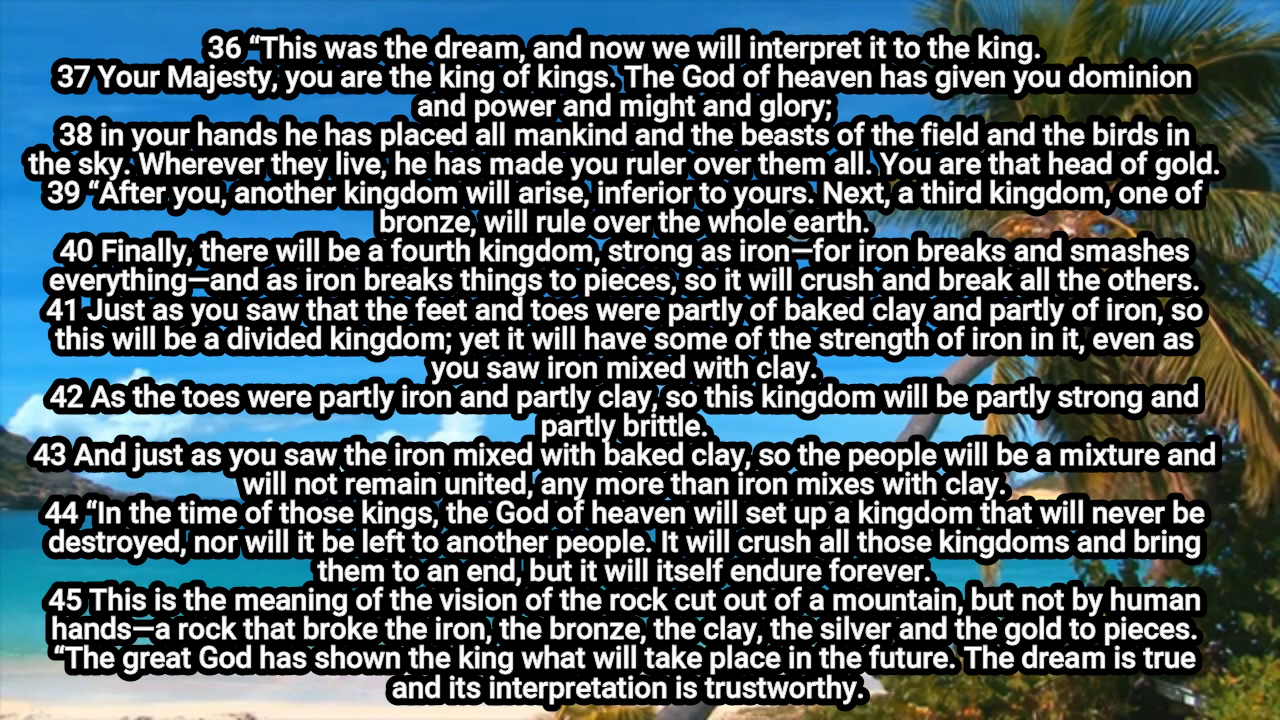 36 “This was the dream, and now we will interpret it to the king.
37 Your Majesty, you are the king of kings. The God of heaven has given you dominion
and power and might and glory;
38 in your hands he has placed all mankind and the beasts of the field and the birds in
the sky. Wherever they live, he has made you ruler over them all. You are that head of gold.
39 “After you, another kingdom will arise, inferior to yours. Next, a third kingdom, one of
bronze, will rule over the whole earth.
40 Finally, there will be a fourth kingdom, strong as iron—for iron breaks and smashes
everything—and as iron breaks things to pieces, so it will crush and break all the others.
41 Just as you saw that the feet and toes were partly of baked clay and partly of iron, so
this will be a divided kingdom; yet it will have some of the strength of iron in it, even as
you saw iron mixed with clay.
42 As the toes were partly iron and partly clay, so this kingdom will be partly strong and
partly brittle.
43 And just as you saw the iron mixed with baked clay, so the people will be a mixture and
will not remain united, any more than iron mixes with clay.
44 “In the time of those kings, the God of heaven will set up a kingdom that will never be
destroyed, nor will it be left to another people. It will crush all those kingdoms and bring
them to an end, but it will itself endure forever.
45 This is the meaning of the vision of the rock cut out of a mountain, but not by human
hands—a rock that broke the iron, the bronze, the clay, the silver and the gold to pieces.
“The great God has shown the king what will take place in the future. The dream is true
and its interpretation is trustworthy.